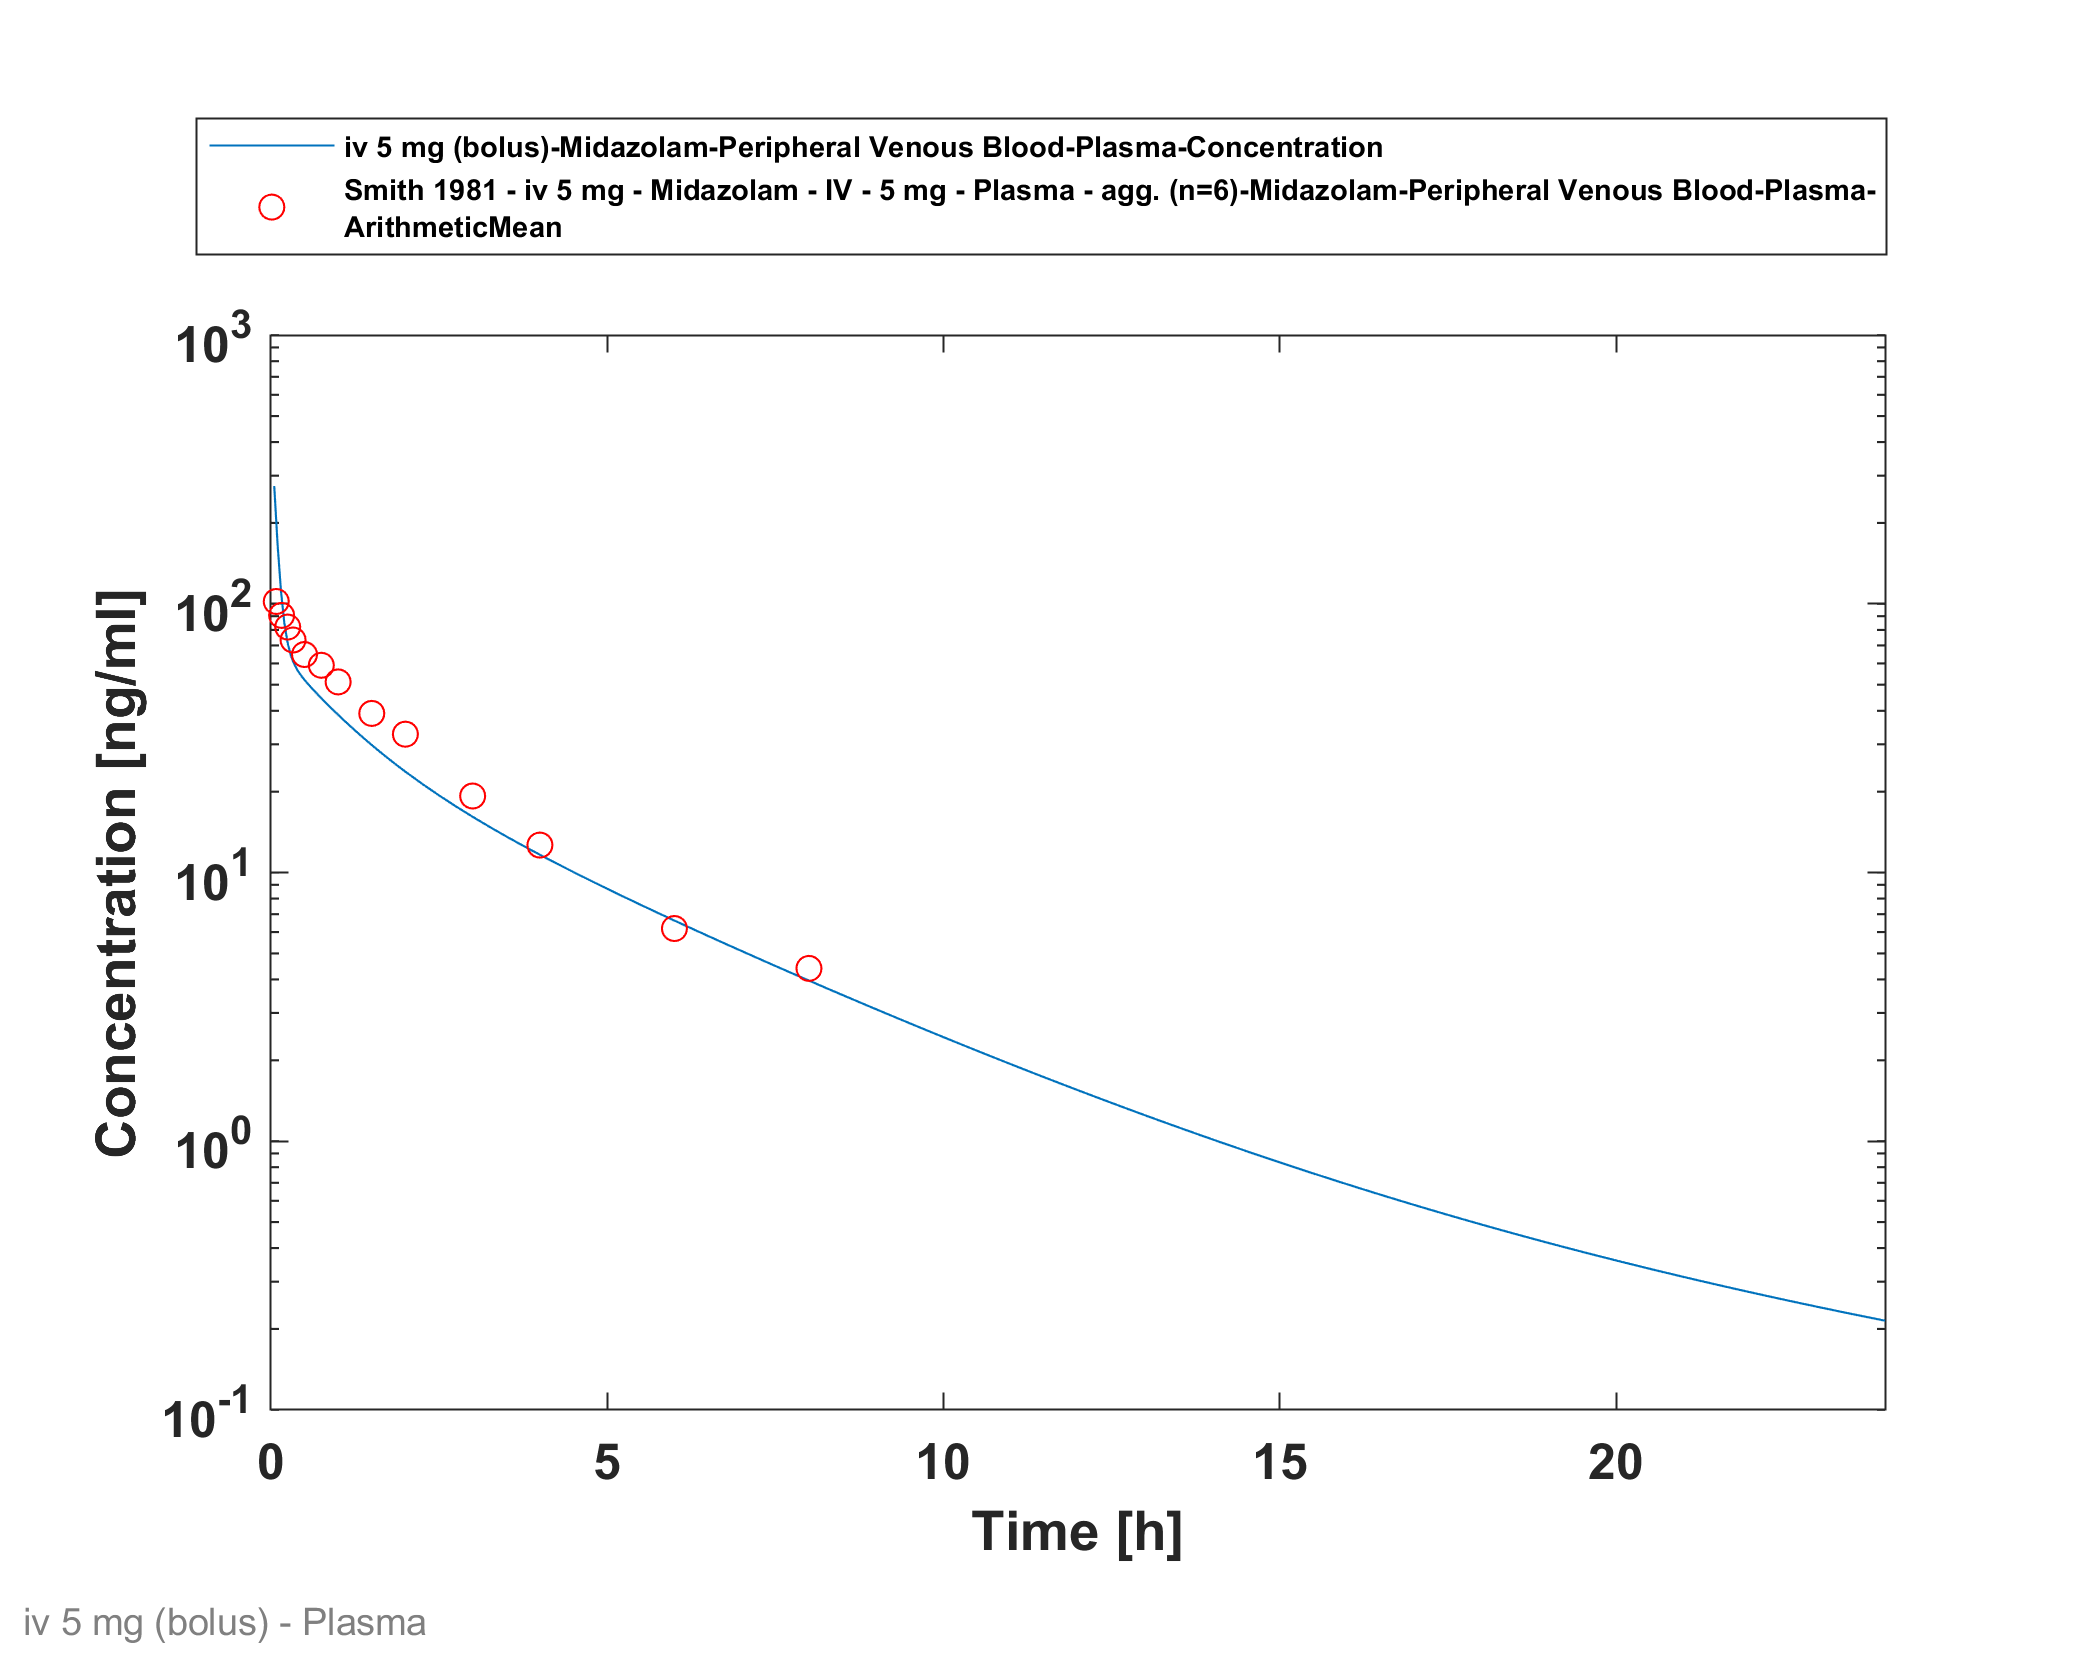 iv 5 mg (bolus)-Midazolam-Peripheral Venous Blood-Plasma-Concentration
Smith 1981 - iv 5 mg - Midazolam - IV - 5 mg - Plasma - agg. (n=6)-Midazolam-Peripheral Venous Blood-Plasma-
ArithmeticMean
10^3
10^2
10^1
10^0
10^-1
Concentration [ng/ml]
0 5 10 15 20
Time [h]
iv 5 mg (bolus) - Plasma